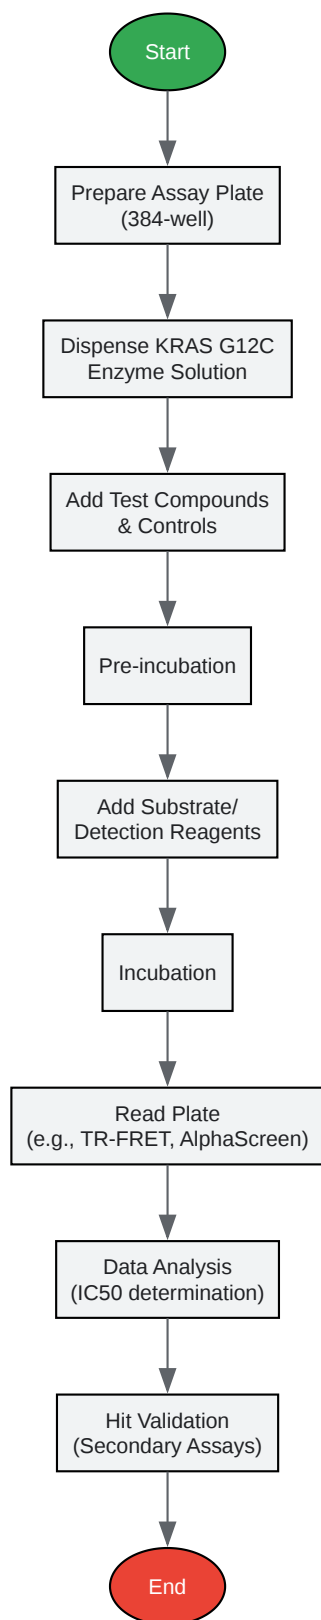 Start
Prepare Assay Plate
(384-well)
Dispense KRAS G12C
Enzyme Solution
Add Test Compounds
& Controls
Pre-incubation
Add Substrate/
Detection Reagents
Incubation
Read Plate
(e.g., TR-FRET, AlphaScreen)
Data Analysis
(IC50 determination)
Hit Validation
(Secondary Assays)
End